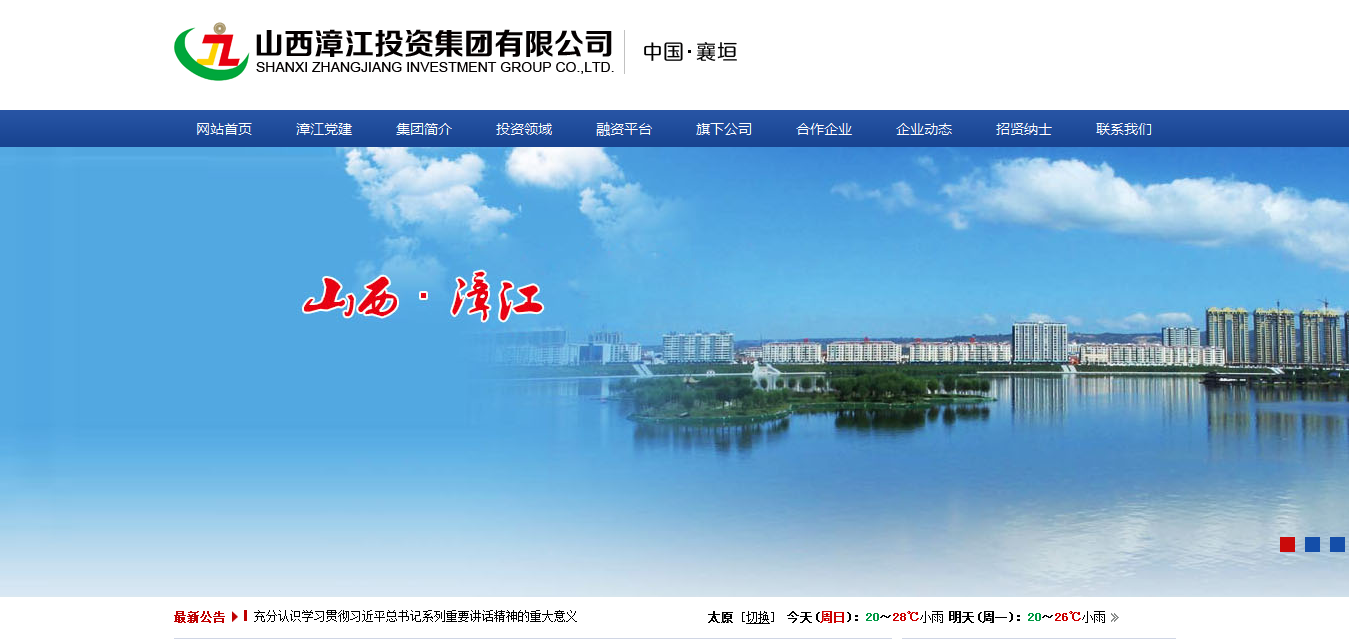 山西漳江投资集团有限公司
SHANXI ZHANGJIANG INVESTMENT GROUP CO.,LTD.
中国·襄垣
网站首页 漳江党建 集团简介 投资领域 融资平台 旗下公司 合作企业 企业动态 招贤纳士 联系我们
山西·漳江
最新公告 充分认识学习贯彻习近平总书记系列重要讲话精神的重大意义
太原 [切换] 今天(周日)：20～28℃小雨 明天(周一)：20～26℃小雨